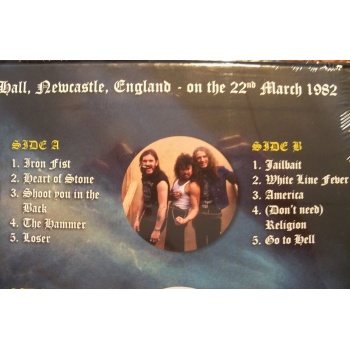 Hall, Newcastle, England - on the 22nd March 1982
SIDE A
1. Iron Fist
2. Heart of Stone
3. Shoot you in the
Back
4. The Hammer
5. Loser
SIDE B
1. Jailbait
2. White Line Fever
3. America
4. (Don't need)
Religion
5. Go to Hell